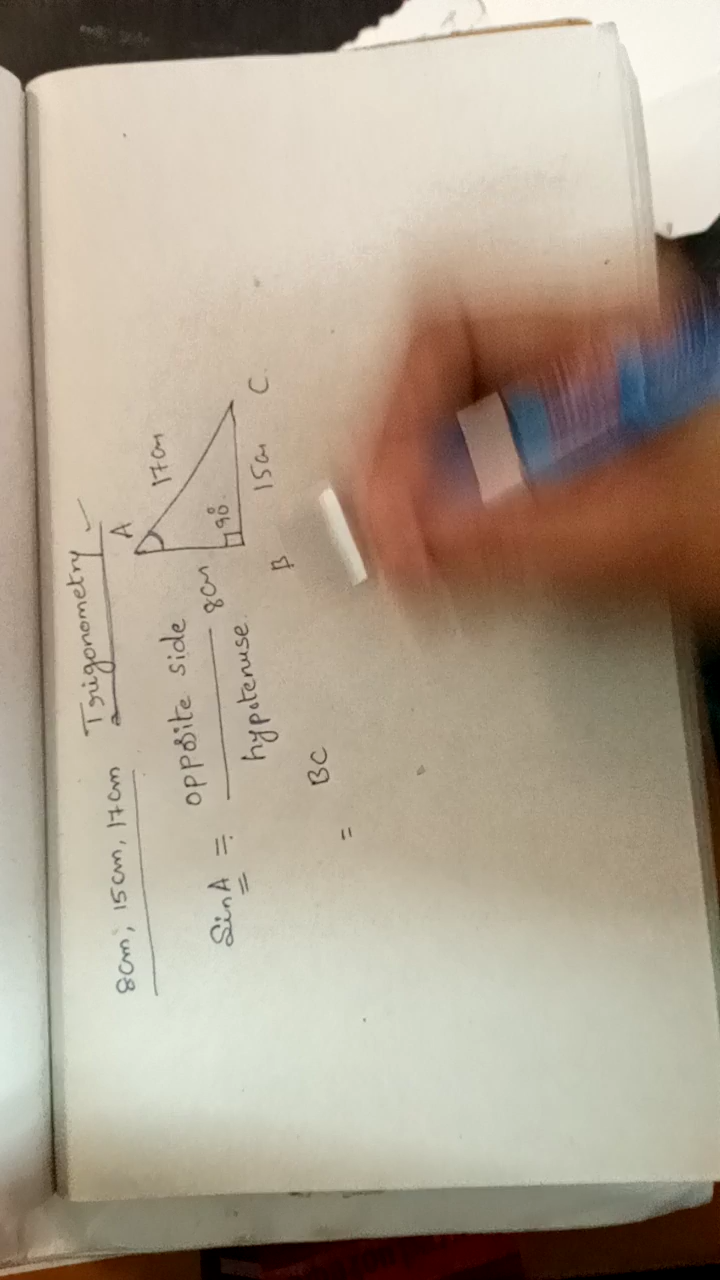 8cm, 15cm, 17cm Trigonometry
A
17cm
Sin A = opposite side
hypotenuse
8cm
90°
15cm
B
C
= BC